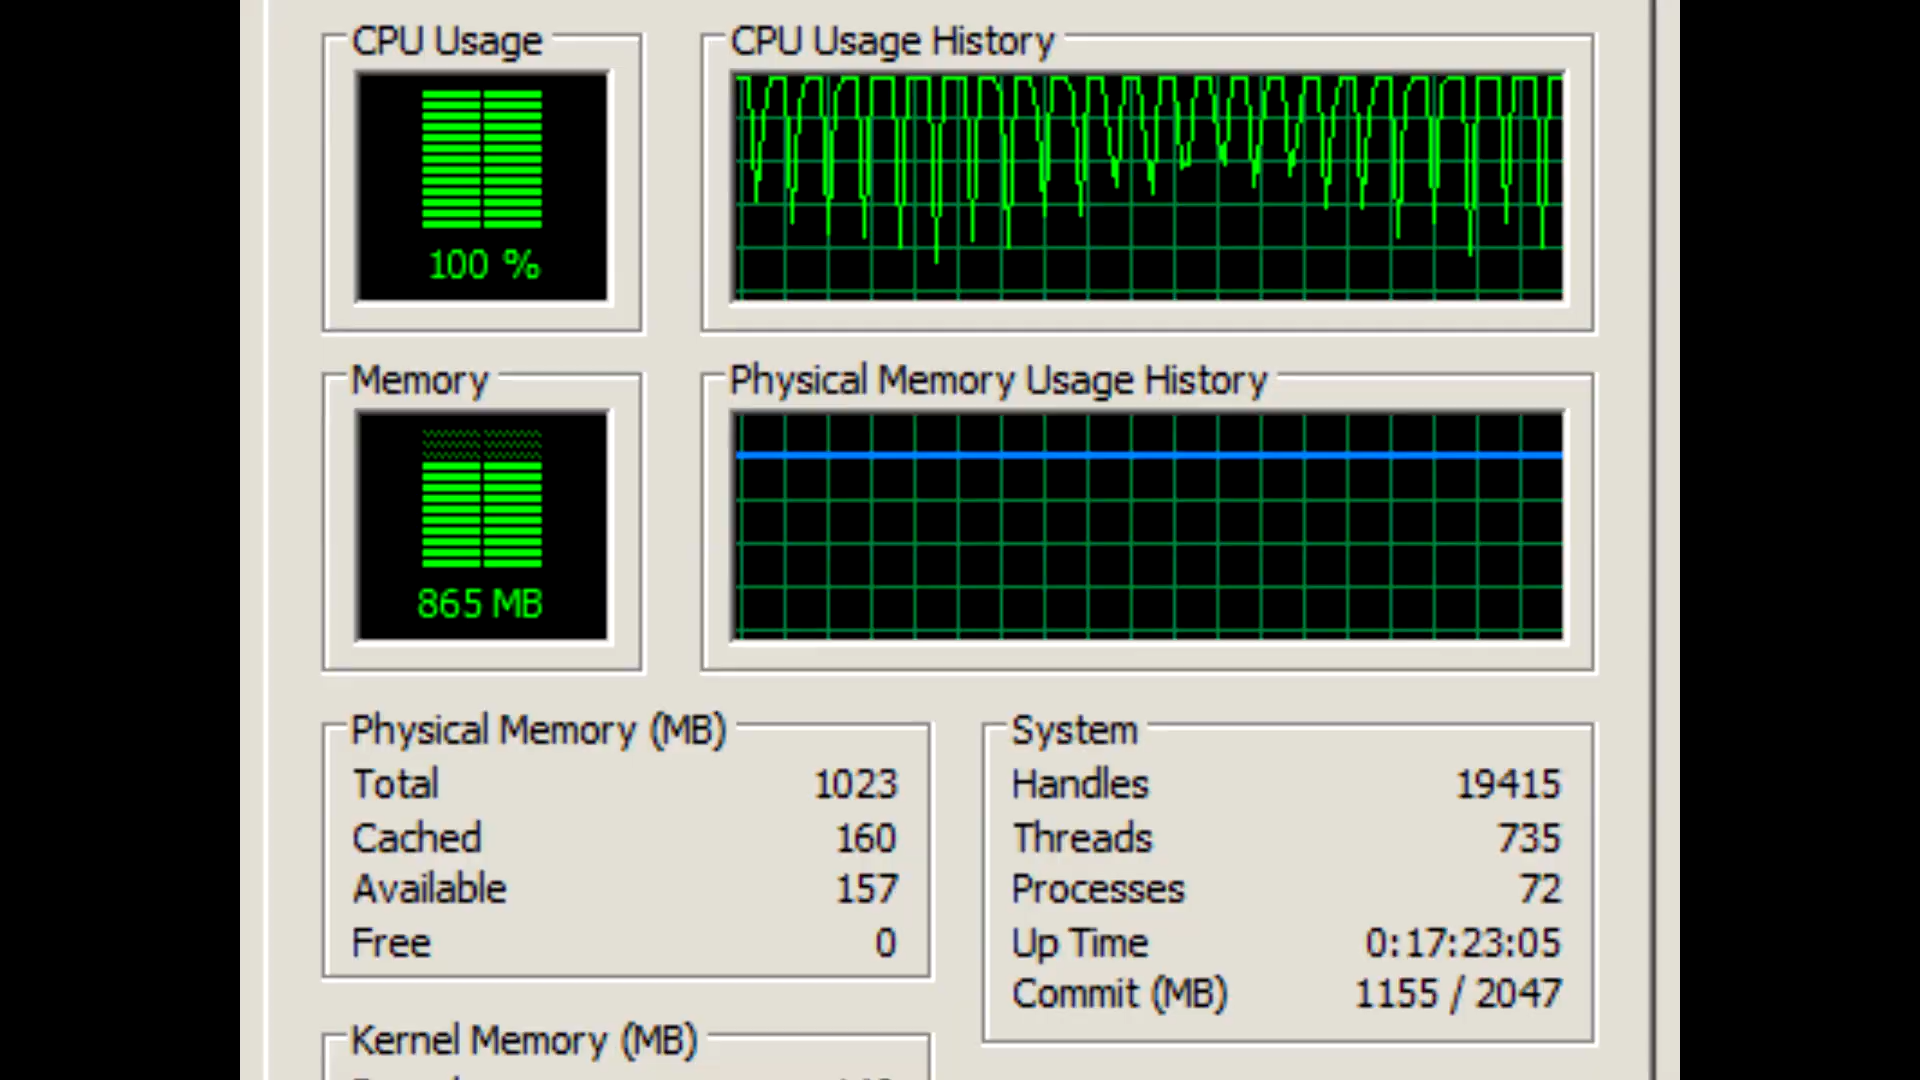 CPU Usage
CPU Usage History
100 %
Memory
Physical Memory Usage History
865 MB
Physical Memory (MB)
Total 1023
Cached 160
Available 157
Free 0
System
Handles 19415
Threads 735
Processes 72
Up Time 0:17:23:05
Commit (MB) 1155 / 2047
Kernel Memory (MB)